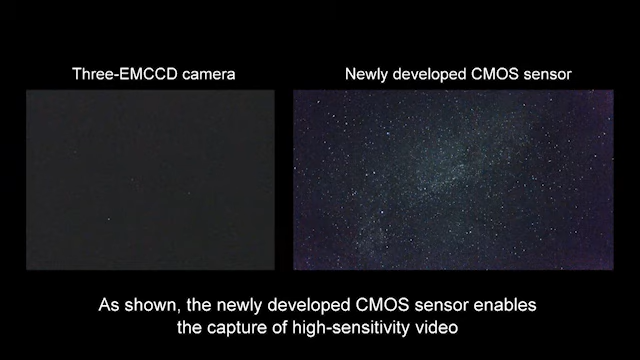 Three-EMCCD camera
Newly developed CMOS sensor
As shown, the newly developed CMOS sensor enables
the capture of high-sensitivity video